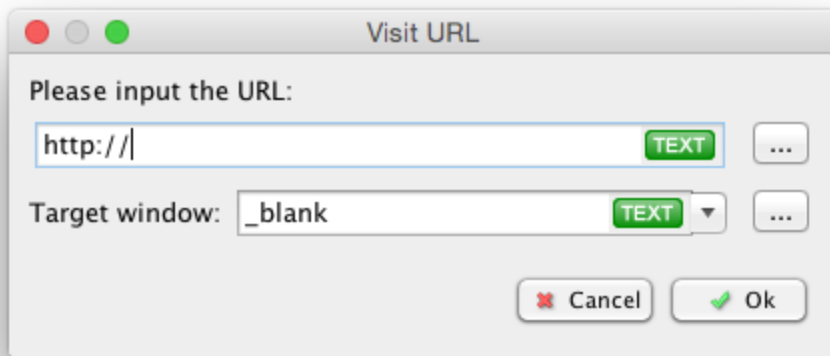 Visit URL
Please input the URL:
http://
TEXT
...
Target window:
_blank
TEXT
...
Cancel
Ok